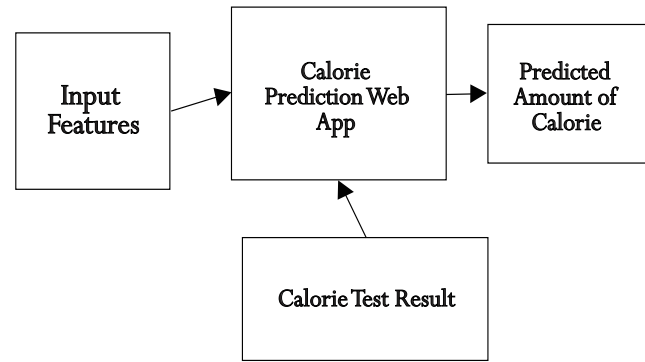 Input
Features
Calorie
Prediction Web
App
Predicted
Amount of
Calorie
Calorie Test Result